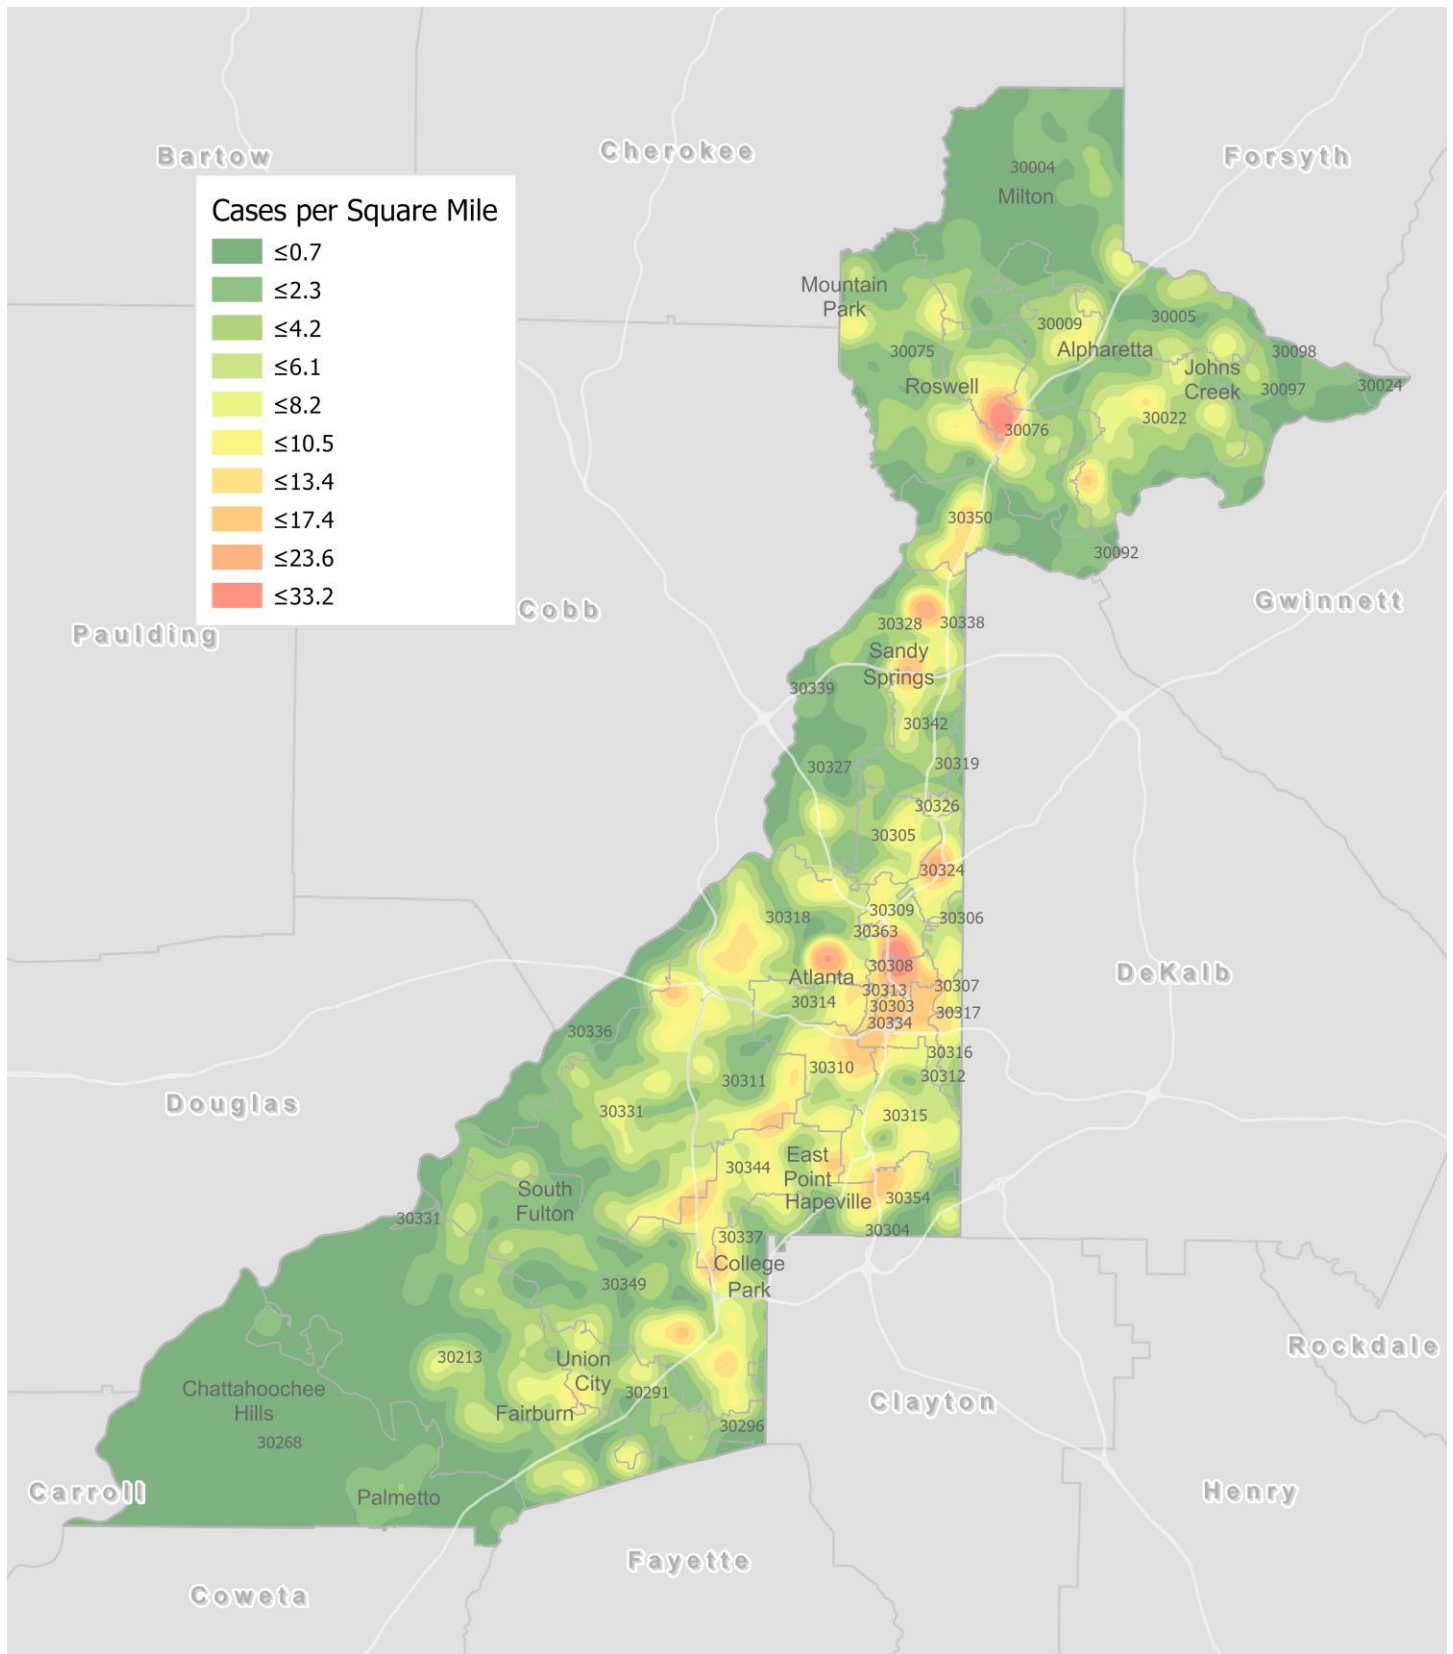 Bartow
Cherokee
Forsyth
Cases per Square Mile
≤0.7
≤2.3
≤4.2
≤6.1
≤8.2
≤10.5
≤13.4
≤17.4
≤23.6
≤33.2
30004
Milton
Mountain
Park
30005
30009
Alpharetta
30075
30098
Johns
Creek
Roswell
30097
30024
30022
30076
30350
30092
Paulding
Cobb
Gwinnett
30328
30338
Sandy
Springs
30339
30342
30327
30319
30326
30305
30324
30309
30306
30318
30363
30308
Atlanta
DeKalb
30307
30313
30314
30303
30317
30334
30336
30316
30310
30312
30311
Douglas
30331
30315
East
Point
30344
South
Fulton
Hapeville
30354
30331
30304
30337
College
Park
30349
Rockdale
30213
Union
City
Chattahoochee
Hills
30291
Clayton
Fairburn
30296
30268
Carroll
Palmetto
Henry
Fayette
Coweta